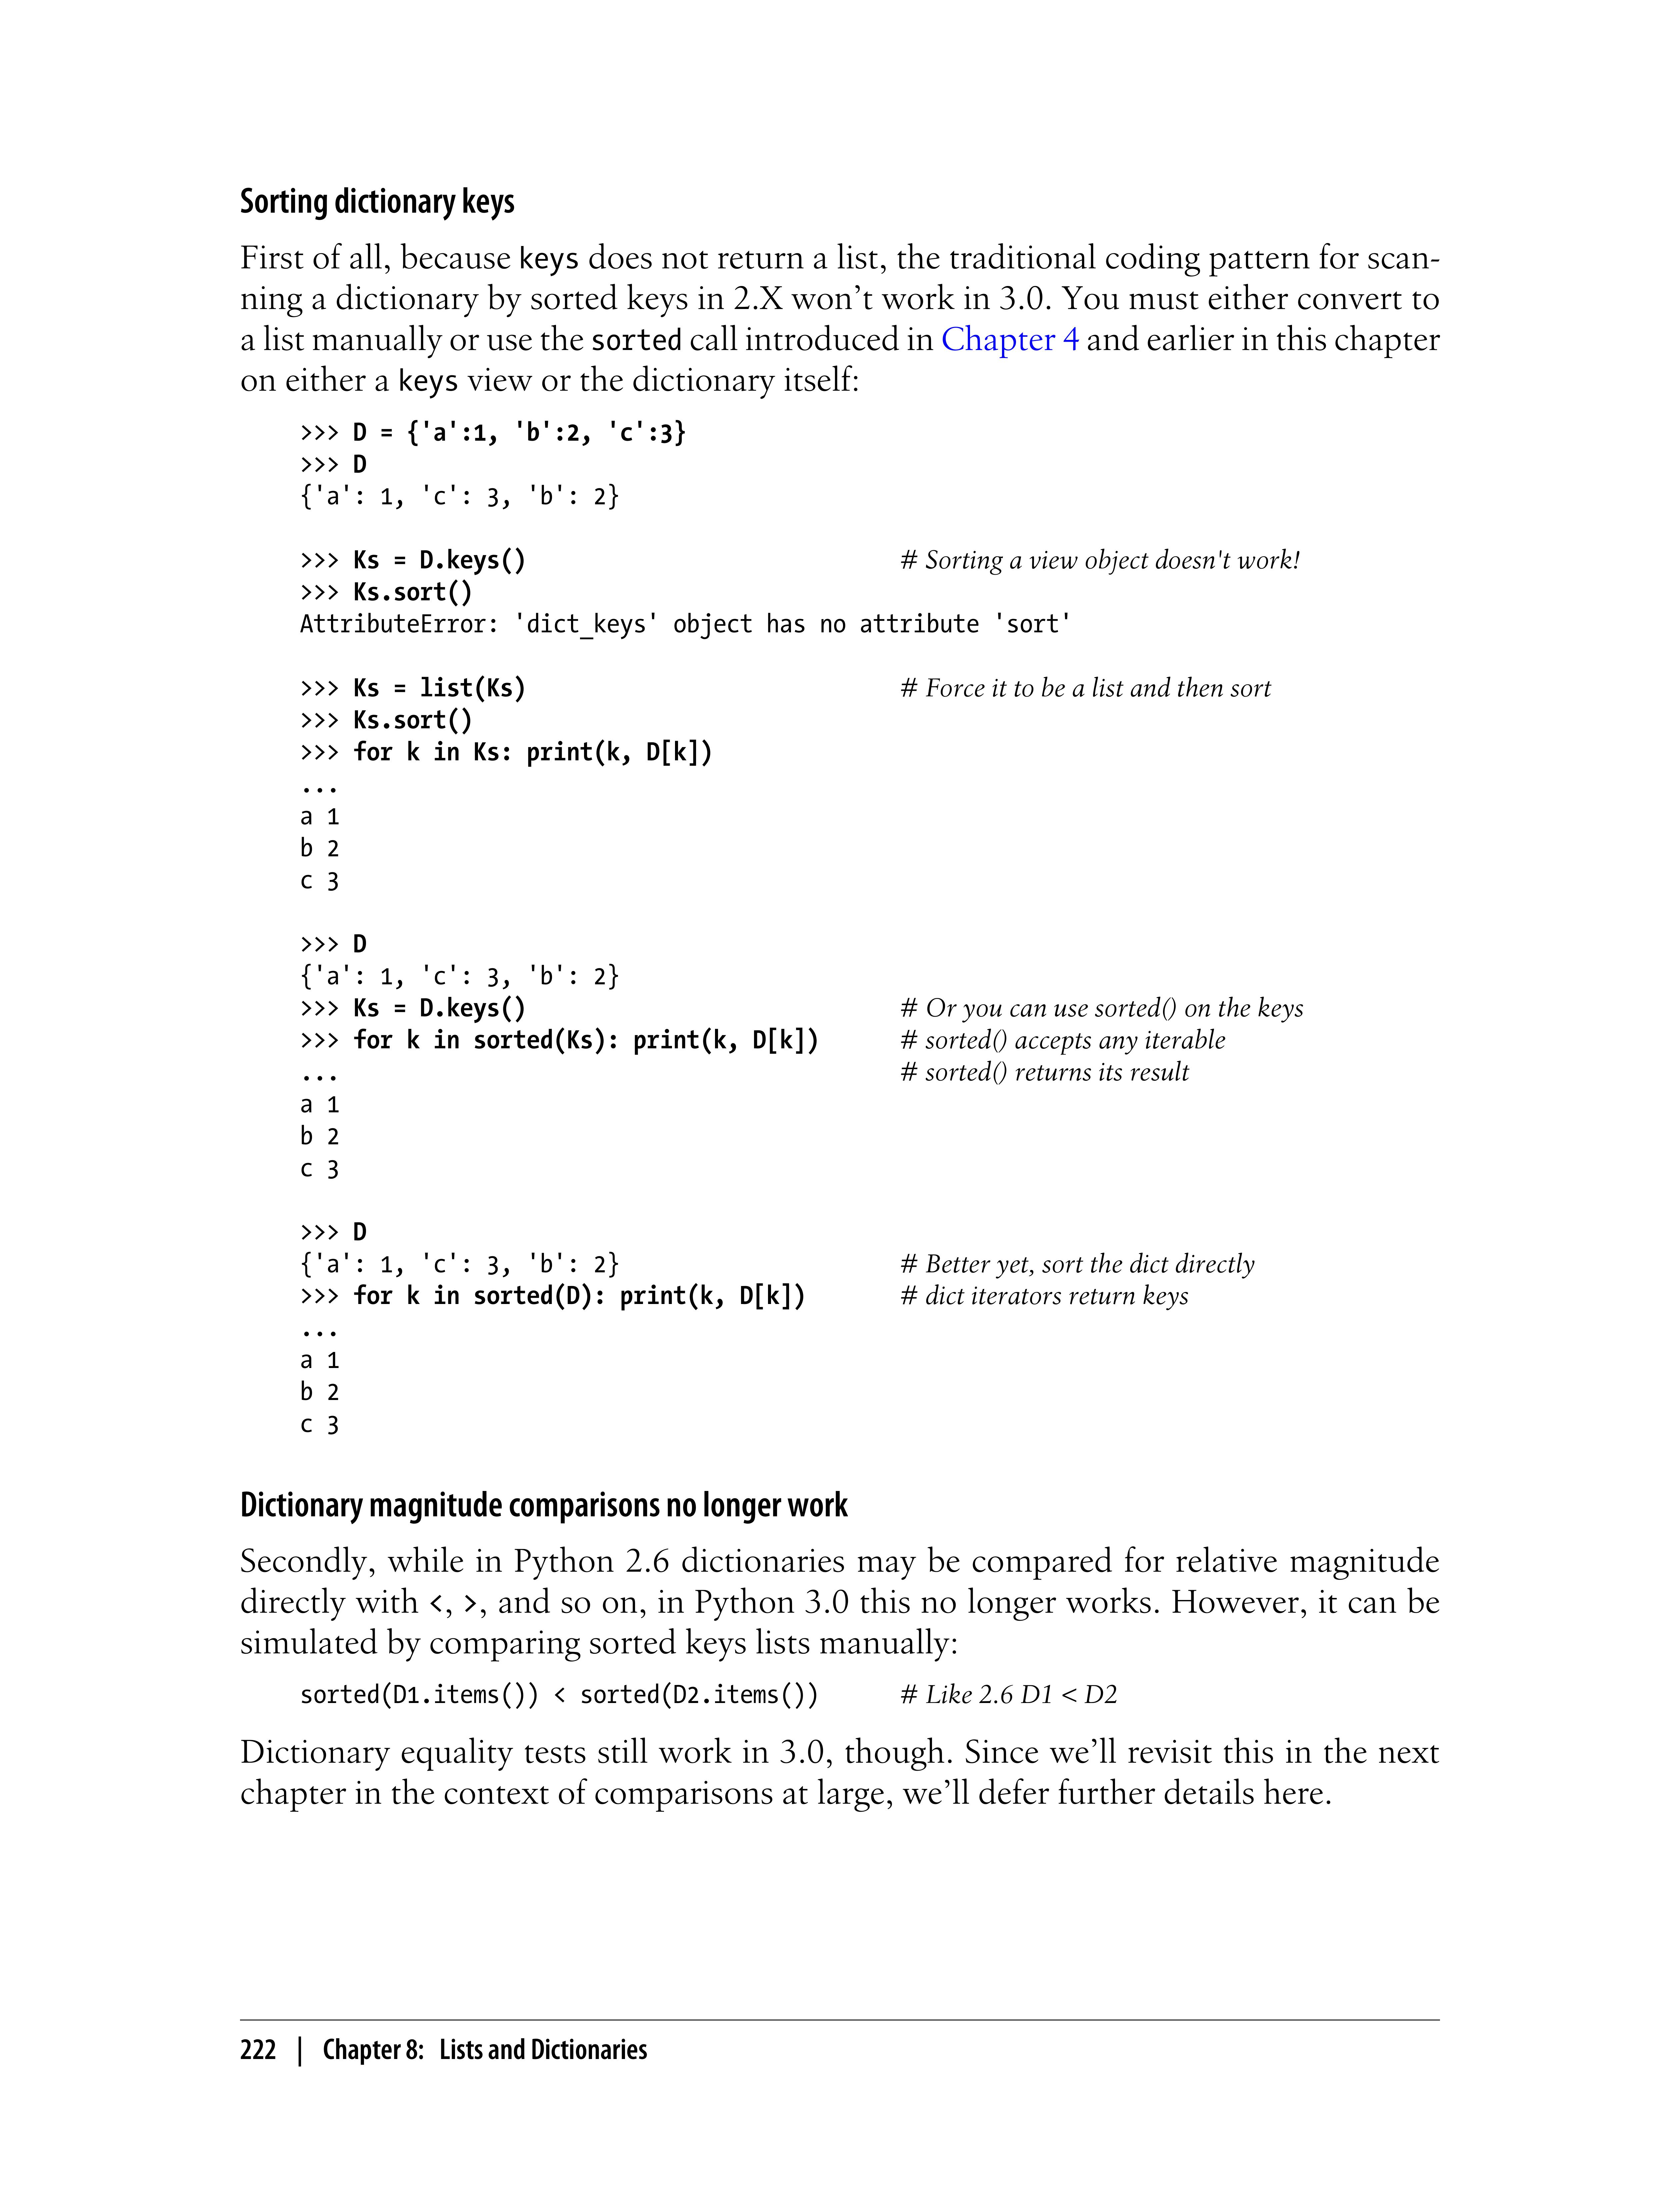 Sorting dictionary keys
First of all, because keys does not return a list, the traditional coding pattern for scan-
ning a dictionary by sorted keys in 2.X won’t work in 3.0. You must either convert to
a list manually or use the sorted call introduced in Chapter 4 and earlier in this chapter
on either a keys view or the dictionary itself:
>>> D = {'a':1, 'b':2, 'c':3}
>>> D
{'a': 1, 'c': 3, 'b': 2}
>>> Ks = D.keys() # Sorting a view object doesn't work!
>>> Ks.sort()
AttributeError: 'dict_keys' object has no attribute 'sort'
>>> Ks = list(Ks) # Force it to be a list and then sort
>>> Ks.sort()
>>> for k in Ks: print(k, D[k])
...
a 1
b 2
c 3
>>> D
{'a': 1, 'c': 3, 'b': 2}
>>> Ks = D.keys() # Or you can use sorted() on the keys
>>> for k in sorted(Ks): print(k, D[k]) # sorted() accepts any iterable
... # sorted() returns its result
a 1
b 2
c 3
>>> D
{'a': 1, 'c': 3, 'b': 2} # Better yet, sort the dict directly
>>> for k in sorted(D): print(k, D[k]) # dict iterators return keys
...
a 1
b 2
c 3
Dictionary magnitude comparisons no longer work
Secondly, while in Python 2.6 dictionaries may be compared for relative magnitude
directly with <, >, and so on, in Python 3.0 this no longer works. However, it can be
simulated by comparing sorted keys lists manually:
sorted(D1.items()) < sorted(D2.items()) # Like 2.6 D1 < D2
Dictionary equality tests still work in 3.0, though. Since we’ll revisit this in the next
chapter in the context of comparisons at large, we’ll defer further details here.
222 | Chapter 8: Lists and Dictionaries